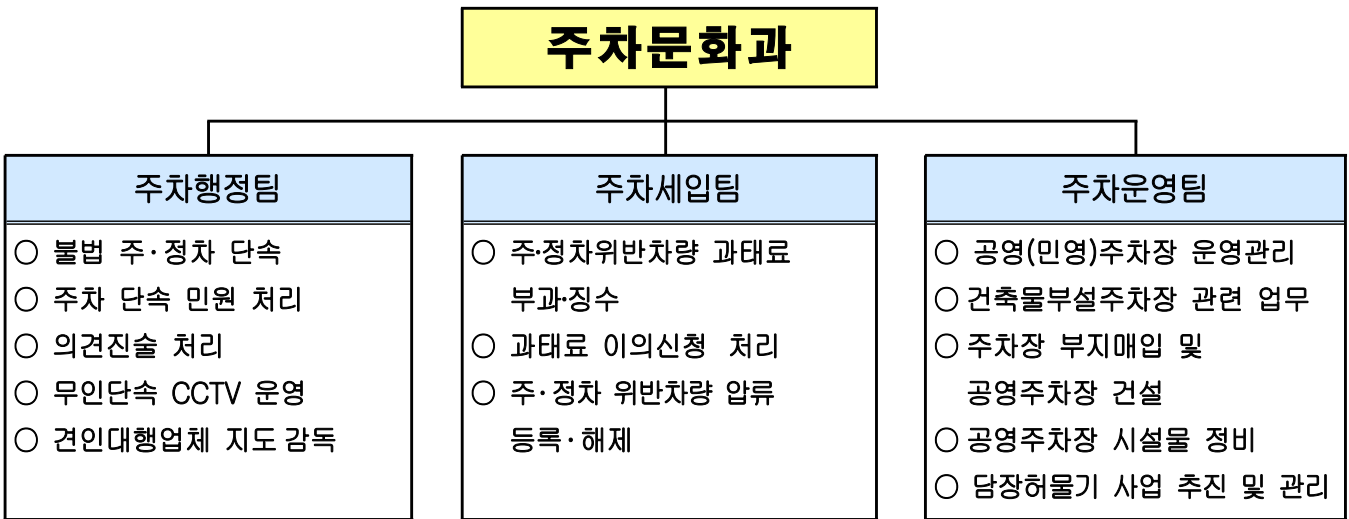 주차문화과
주차행정팀
○ 불법 주·정차 단속
○ 주차 단속 민원 처리
○ 의견진술 처리
○ 무인단속 CCTV 운영
○ 견인대행업체 지도 감독
주차세입팀
○ 주·정차위반차량 과태료
부과·징수
○ 과태료 이의신청 처리
○ 주·정차 위반차량 압류
등록·해제
주차운영팀
○ 공영(민영)주차장 운영관리
○ 건축물부설주차장 관련 업무
○ 주차장 부지매입 및
공영주차장 건설
○ 공영주차장 시설물 정비
○ 담장허물기 사업 추진 및 관리